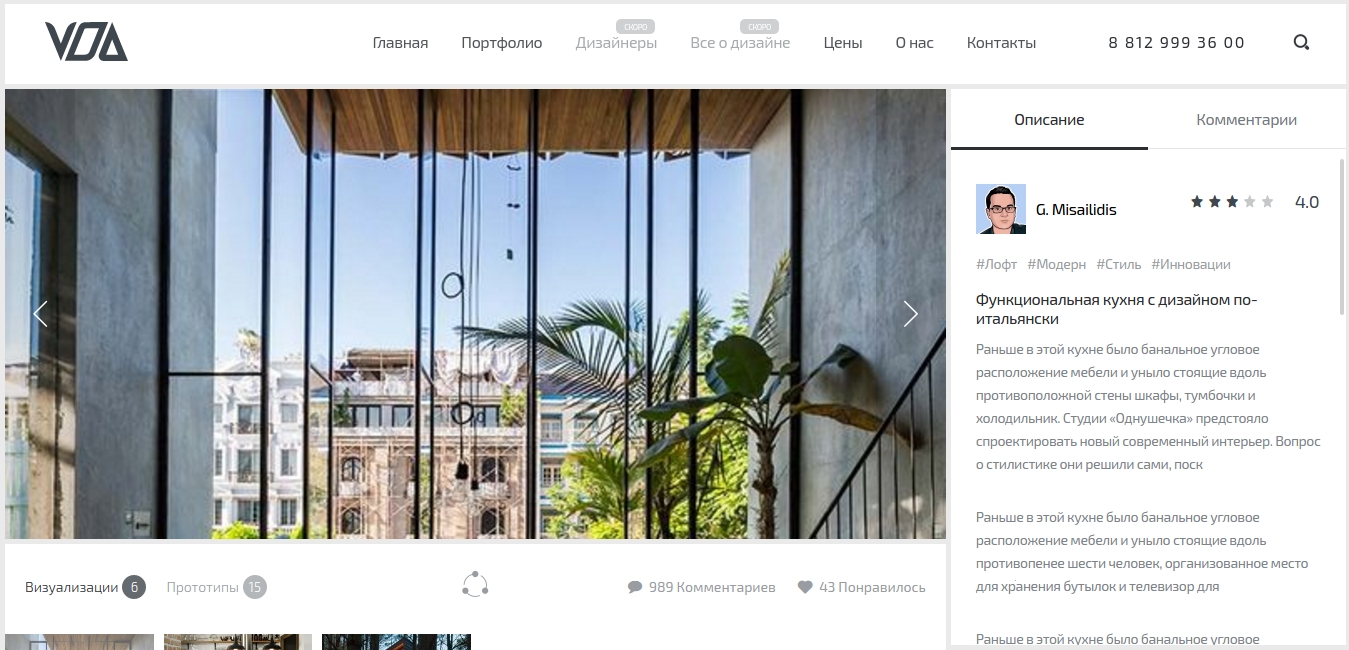 VOA
Главная
Портфолио
Дизайнеры
СКОРО
Все о дизайне
СКОРО
Цены
О нас
Контакты
8 812 999 36 00
Описание
Комментарии
G. Misailidis
4.0
#Лофт #Модерн #Стиль #Инновации
Функциональная кухня с дизайном по-
итальянски
Раньше в этой кухне было банальное угловое
расположение мебели и уныло стоящие вдоль
противоположной стены шкафы, тумбочки и
холодильник. Студии «Однушечка» предстояло
спроектировать новый современный интерьер. Вопрос
о стилистике они решили сами, поск
Раньше в этой кухне было банальное угловое
расположение мебели и уныло стоящие вдоль
противопенее шести человек, организованное место
для хранения бутылок и телевизор для
Раньше в этой кухне было банальное угловое
Визуализации 6
Прототипы 15
989 Комментариев
43 Понравилось